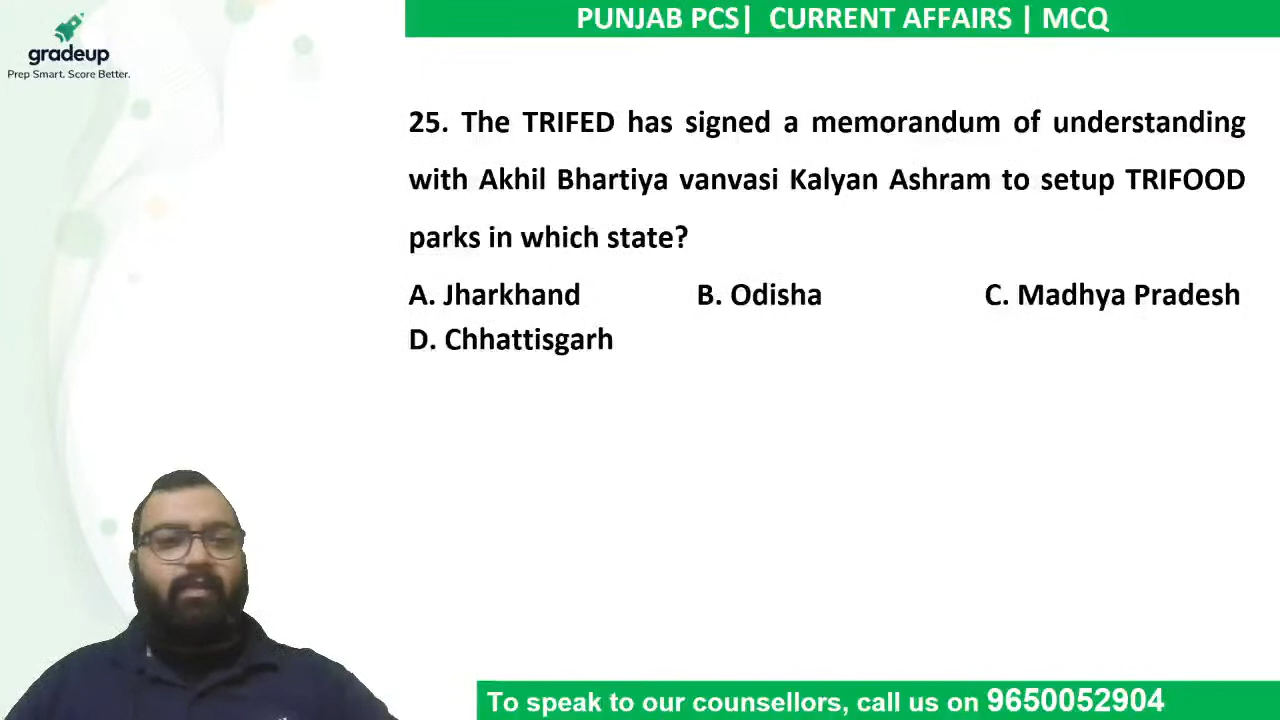 gradeup
Prep Smart. Score Better.
PUNJAB PCS| CURRENT AFFAIRS | MCQ
25. The TRIFED has signed a memorandum of understanding
with Akhil Bhartiya vanvasi Kalyan Ashram to setup TRIFOOD
parks in which state?
A. Jharkhand B. Odisha C. Madhya Pradesh
D. Chhattisgarh
To speak to our counsellors, call us on 9650052904